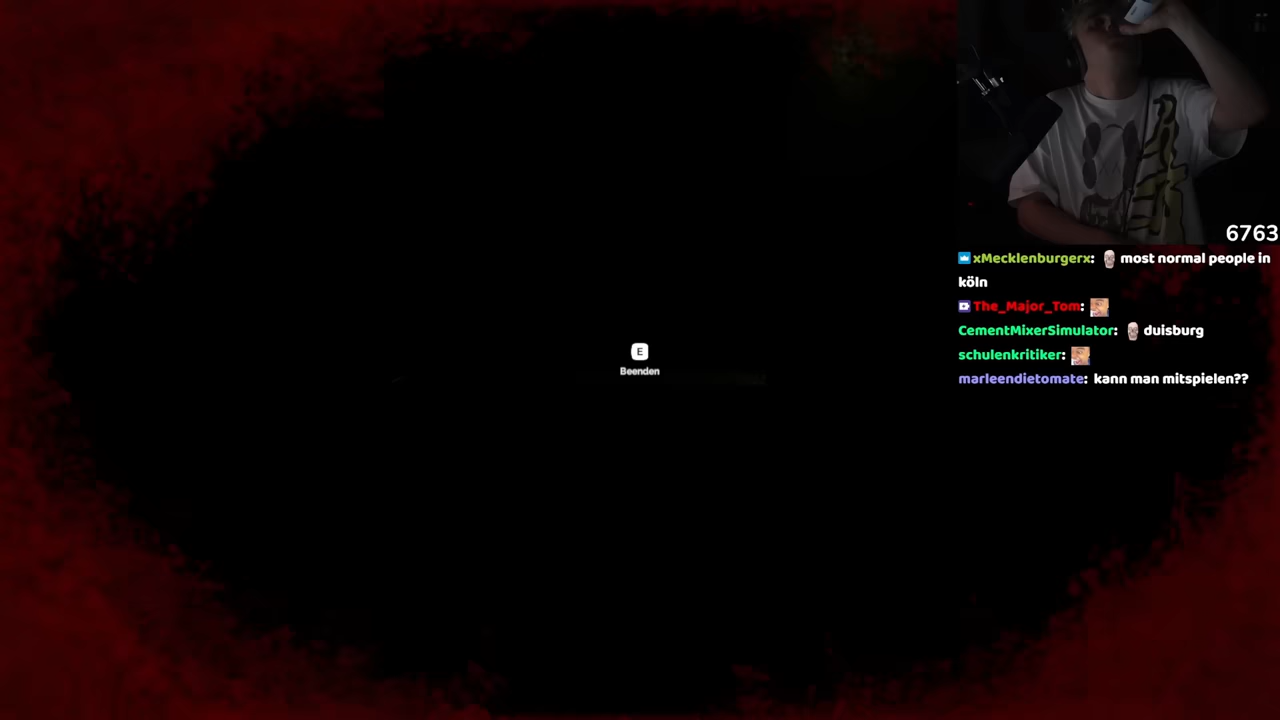 6763
xMecklenburgerx: most normal people in
köln
The_Major_Tom:
CementMixerSimulator: duisburg
schulenkritiker:
E
Beenden
marleendietomate: kann man mitspielen??